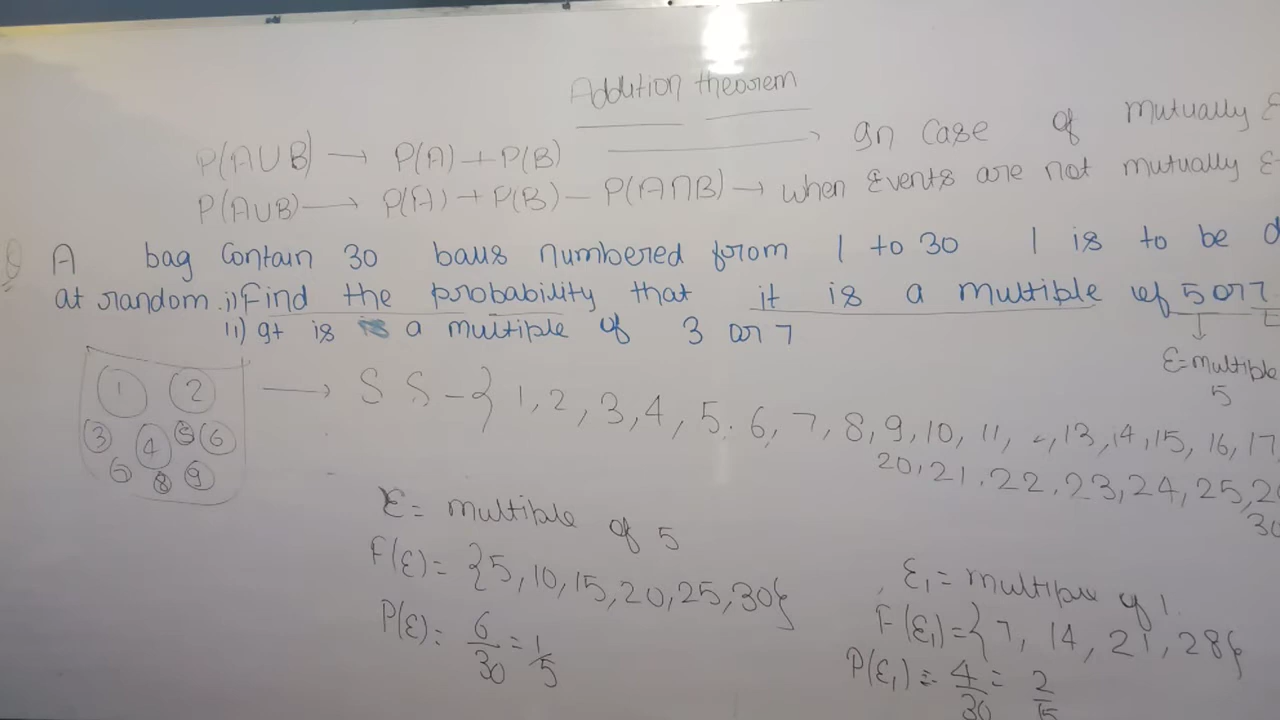 Addition theorem
P(AUB) → P(A) + P(B) → In case of mutually E
P(AUB) → P(A) + P(B) - P(A∩B) → when Events are not mutually E
Q A bag contain 30 balls numbered from 1 to 30 1 is to be d
at random. i) Find the probability that it is a multiple of 5 or 7
ii) It is a multiple of 3 or 7
E = multiple
5
① ② → S S - { 1, 2, 3, 4, 5. 6, 7, 8, 9, 10, 11, -, 13, 14, 15, 16, 17
③ ④ ⑤ ⑥
20, 21, 22, 23, 24, 25, 2
⑧ ⑨
30
E = multiple of 5
F(E) = {5, 10, 15, 20, 25, 30}
P(E) = 6/30 = 1/5
E₁ = multiple of
F(E₁) = {7, 14, 21, 28}
P(E₁) = 4/30 = 2/15